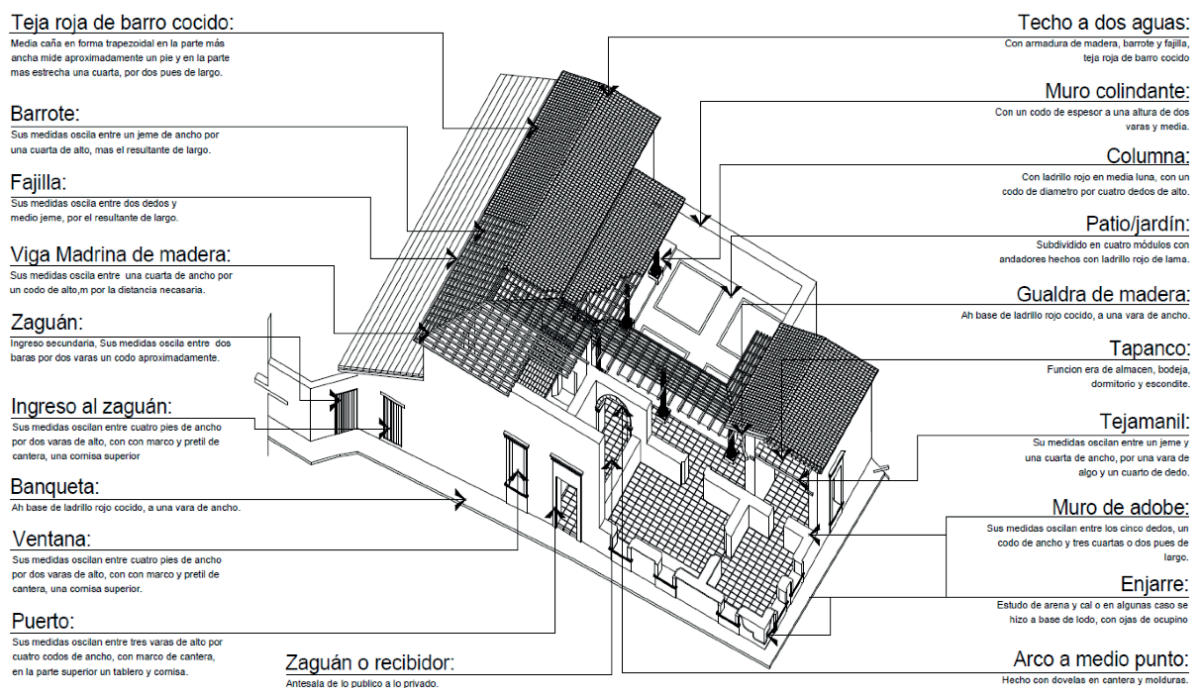 Teja roja de barro cocido:
Media caña en forma trapezoidal en la parte más
ancha mide aproximadamente un pie y en la parte
mas estrecha una cuarta, por dos pues de largo.
Barrote:
Sus medidas oscila entre un jeme de ancho por
una cuarta de alto, mas el resultante de largo.
Fajilla:
Sus medidas oscila entre dos dedos y
medio jeme, por el resultante de largo.
Viga Madrina de madera:
Sus medidas oscila entre una cuarta de ancho por
un codo de alto,m por la distancia necasaria.
Zaguán:
Ingreso secundaria, Sus medidas oscila entre dos
baras por dos varas un codo aproximadamente.
Ingreso al zaguán:
Sus medidas oscilan entre cuatro pies de ancho
por dos varas de alto, con con marco y pretil de
cantera, una cornisa superior
Banqueta:
Ah base de ladrillo rojo cocido, a una vara de ancho.
Ventana:
Sus medidas oscilan entre cuatro pies de ancho
por dos varas de alto, con con marco y pretil de
cantera, una cornisa superior.
Puerto:
Sus medidas oscilan entre tres varas de alto por
cuatro codos de ancho, con marco de cantera,
en la parte superior un tablero y cornisa.
Zaguán o recibidor:
Antesala de lo publico a lo privado.
Techo a dos aguas:
Con armadura de madera, barrote y fajilla,
teja roja de barro cocido
Muro colindante:
Con un codo de espesor a una altura de dos
varas y media.
Columna:
Con ladrillo rojo en media luna, con un
codo de diametro por cuatro dedos de alto.
Patio/jardín:
Subdividido en cuatro módulos con
andadores hechos con ladrillo rojo de lama.
Gualdra de madera:
Ah base de ladrillo rojo cocido, a una vara de ancho.
Tapanco:
Funcion era de almacen, bodeja,
dormitorio y escondite.
Tejamanil:
Su medidas oscilan entre un jeme y
una cuarta de ancho, por una vara de
algo y un cuarto de dedo.
Muro de adobe:
Sus medidas oscilan entre los cinco dedos, un
codo de ancho y tres cuartas o dos pues de
largo.
Enjarre:
Estudo de arena y cal o en algunas caso se
hizo a base de lodo, con ojas de ocupino
Arco a medio punto:
Hecho con dovelas en cantera y molduras.